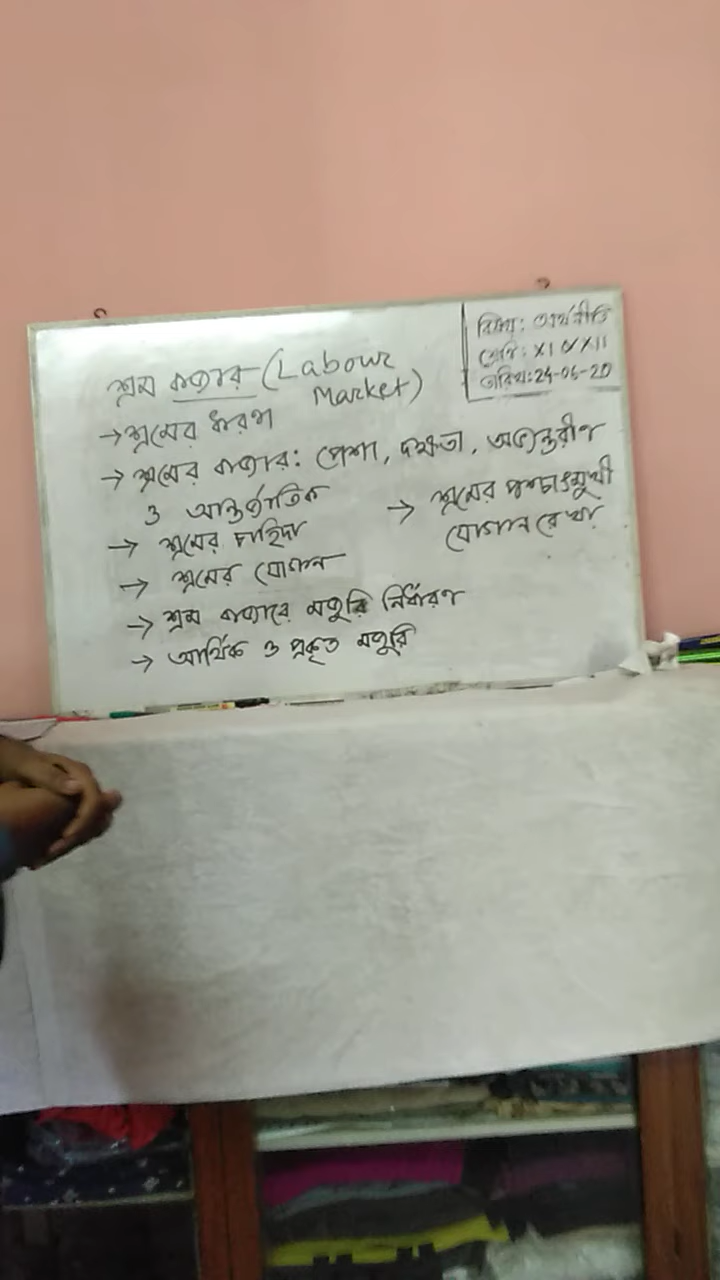 বিষয়: অর্থনীতি
শ্রেণি: XI ও XII
তারিখ: 24-06-20
শ্রম বাজার (Labour
Market)
→ শ্রমের ধারণা
→ শ্রমের বাজার: পেশা, দক্ষতা, অভ্যন্তরীণ
ও আন্তর্জাতিক
→ শ্রমের চাহিদা
→ শ্রমের যোগান
→ শ্রম বাজারে মজুরি নির্ধারণ
→ আর্থিক ও প্রকৃত মজুরি
→ শ্রমের পশ্চাৎমুখী
যোগান রেখা